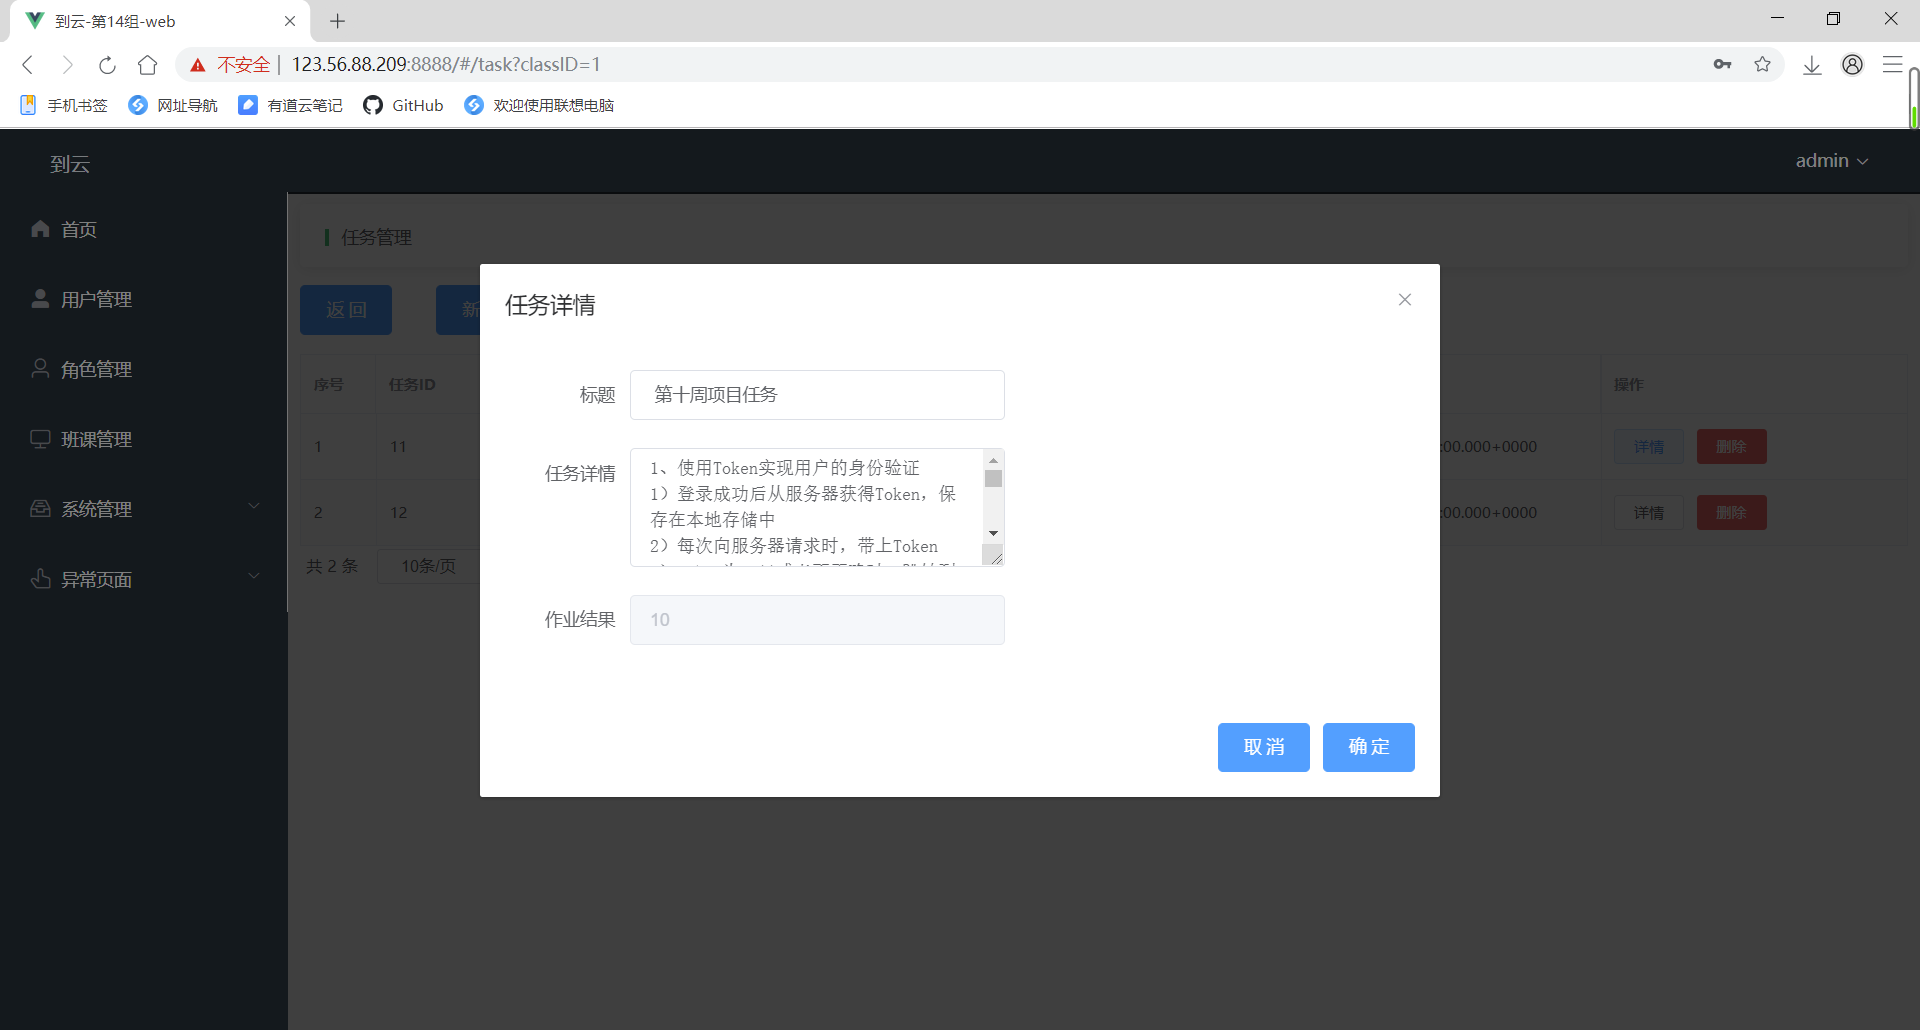 到云-第14组-web
不安全 | 123.56.88.209:8888/#/task?classID=1
手机书签 网址导航 有道云笔记 GitHub 欢迎使用联想电脑
到云 admin
首页
用户管理
角色管理
班课管理
系统管理
异常页面
任务管理
返回 新
序号 任务ID 操作
1 11 :00.000+0000 详情 删除
2 12 :00.000+0000 详情 删除
共 2 条 10条/页
任务详情
标题 第十周项目任务
任务详情 1、使用Token实现用户的身份验证
1）登录成功后从服务器获得Token，保
存在本地存储中
2）每次向服务器请求时，带上Token
作业结果 10
取消 确定